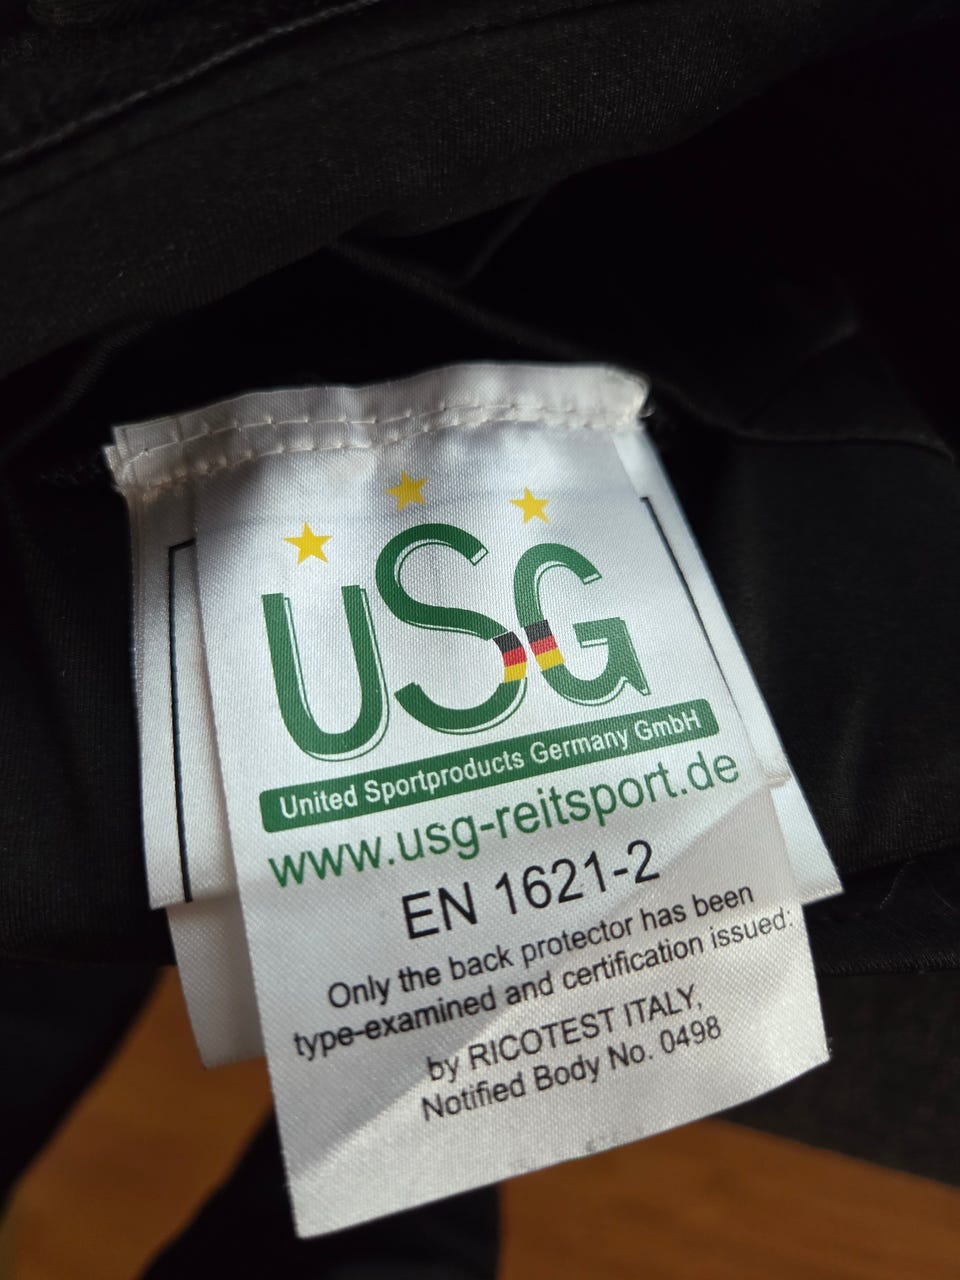 USG
United Sportproducts Germany GmbH
www.usg-reitsport.de
EN 1621-2
Only the back protector has been
type-examined and certification issued:
by RICOTEST ITALY,
Notified Body No. 0498